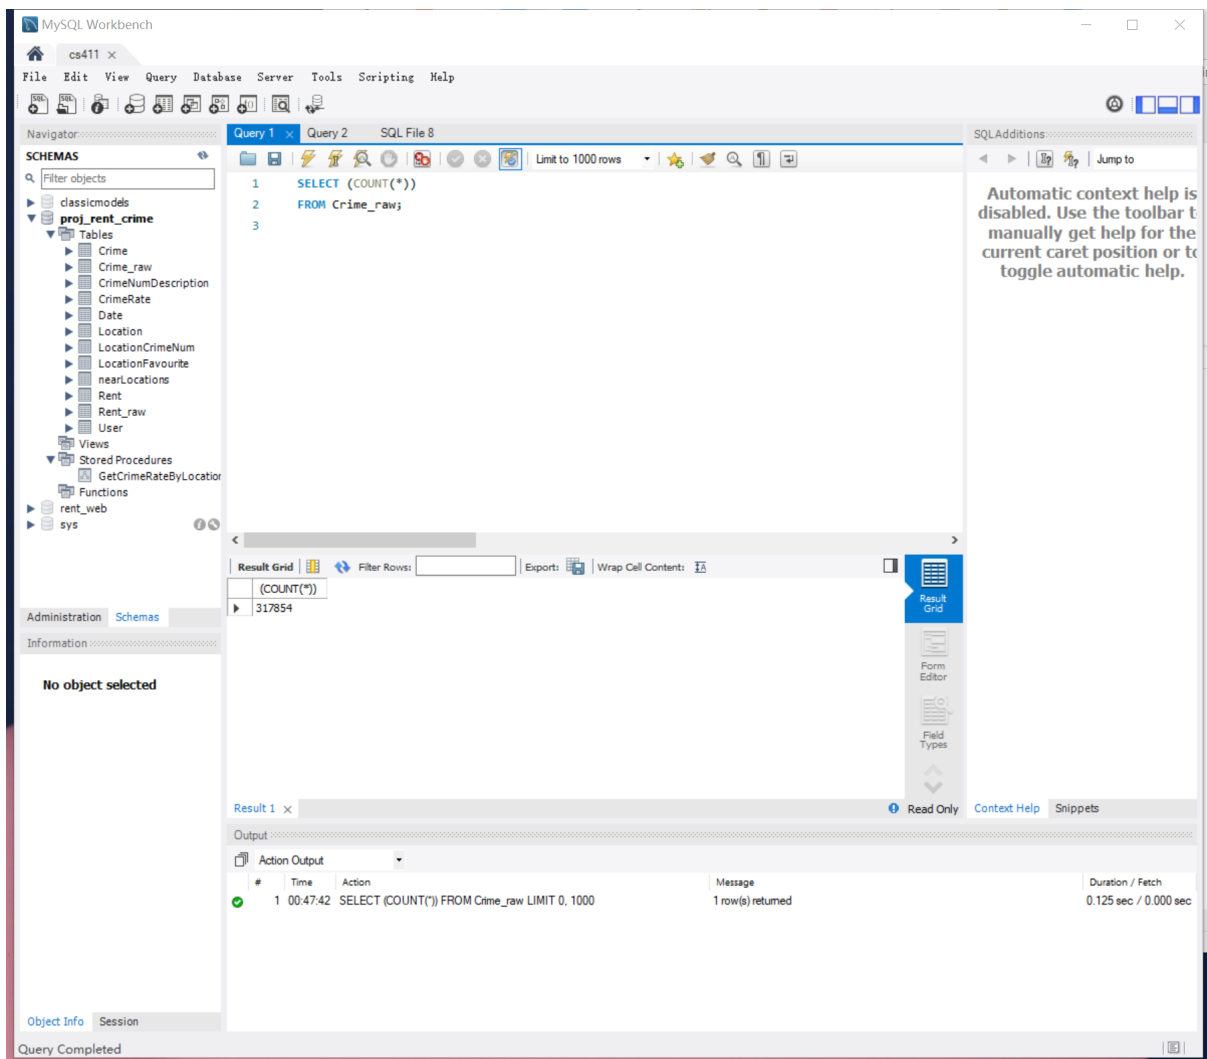 MySQL Workbench
cs411
File Edit View Query Database Server Tools Scripting Help
Navigator
SCHEMAS
Filter objects
classicmodels
proj_rent_crime
Tables
Crime
Crime_raw
CrimeNumDescription
CrimeRate
Date
Location
LocationCrimeNum
LocationFavourite
nearLocations
Rent
Rent_raw
User
Views
Stored Procedures
GetCrimeRateByLocation
Functions
rent_web
sys
Administration Schemas
Information
No object selected
Object Info Session
Query 1 Query 2 SQL File 8
Limit to 1000 rows
1 SELECT (COUNT(*))
2 FROM Crime_raw;
3
Result Grid Filter Rows: Export: Wrap Cell Content:
(COUNT(*))
317854
Result Grid
Form Editor
Field Types
Result 1 Read Only
SQLAdditions
Jump to
Automatic context help is
disabled. Use the toolbar t
manually get help for the
current caret position or to
toggle automatic help.
Context Help Snippets
Output
Action Output
# Time Action Message Duration / Fetch
1 00:47:42 SELECT (COUNT(*)) FROM Crime_raw LIMIT 0, 1000 1 row(s) returned 0.125 sec / 0.000 sec
Query Completed